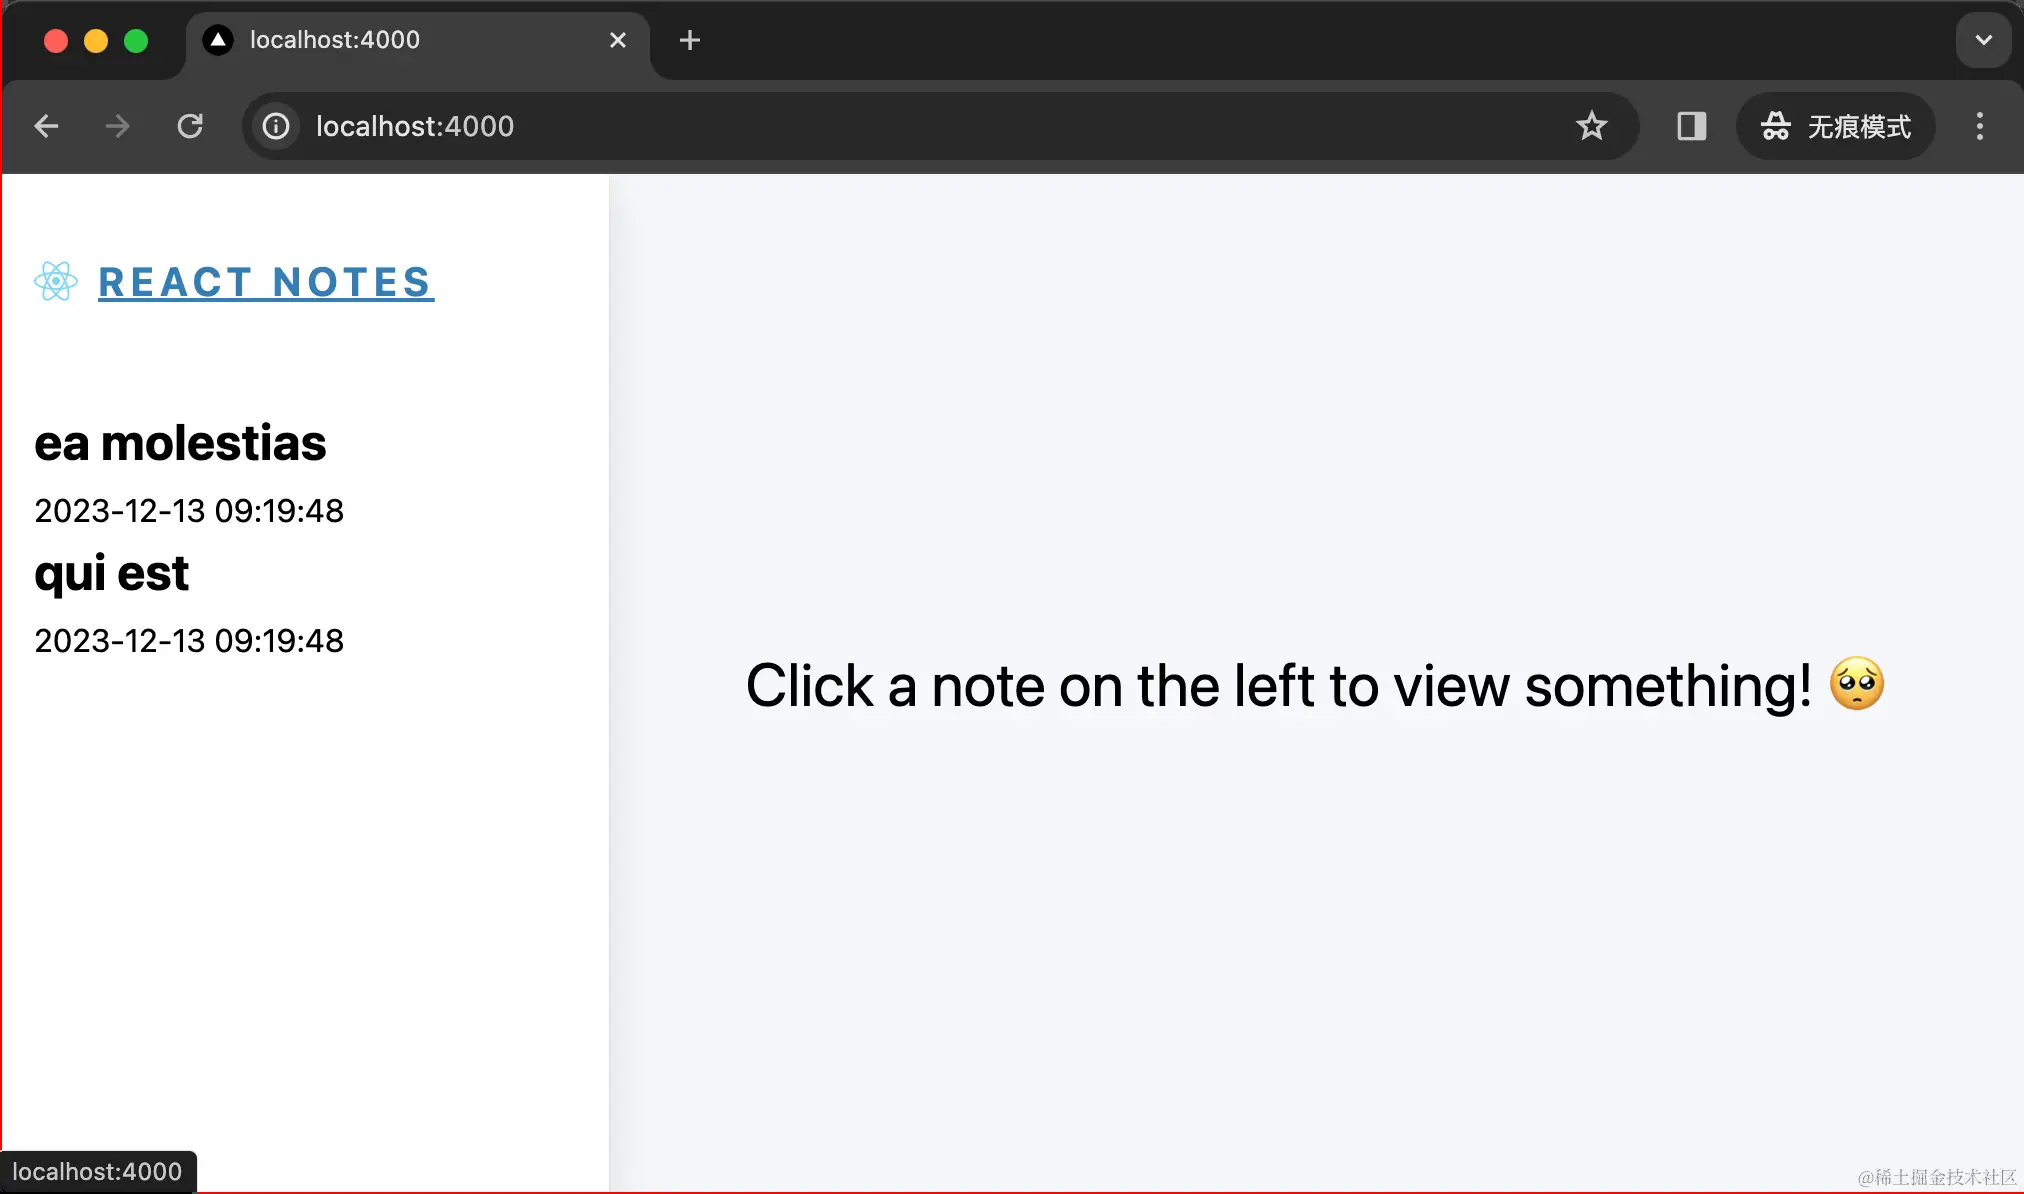 localhost:4000
localhost:4000
无痕模式
REACT NOTES
ea molestias
2023-12-13 09:19:48
qui est
2023-12-13 09:19:48
Click a note on the left to view something! 🥺
localhost:4000
@稀土掘金技术社区